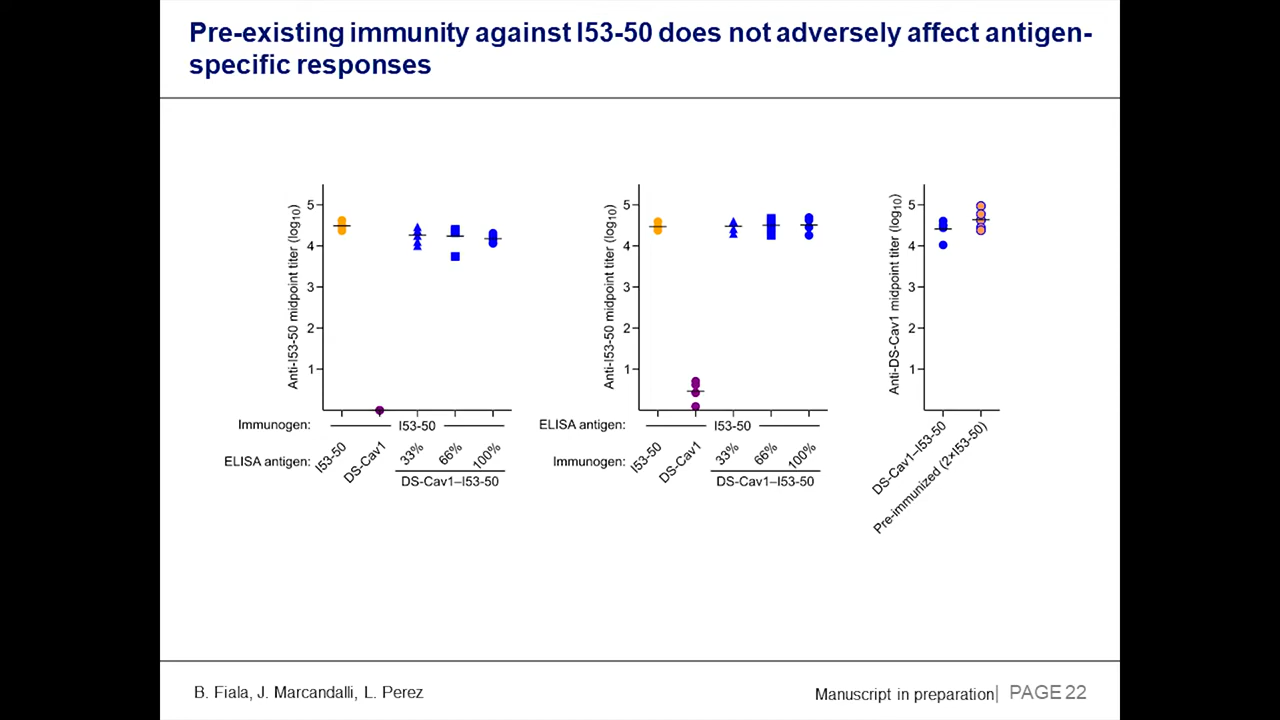 Pre-existing immunity against I53-50 does not adversely affect antigen-
specific responses
Anti-I53-50 midpoint titer (log10)
5
4
3
2
1
Immunogen:
I53-50
ELISA antigen:
I53-50
DS-Cav1
33%
66%
100%
DS-Cav1–I53-50
Anti-I53-50 midpoint titer (log10)
5
4
3
2
1
ELISA antigen:
I53-50
Immunogen:
I53-50
DS-Cav1
33%
66%
100%
DS-Cav1–I53-50
Anti-DS-Cav1 midpoint titer (log10)
5
4
3
2
1
DS-Cav1–I53-50
Pre-immunized (2×I53-50)
B. Fiala, J. Marcandalli, L. Perez
Manuscript in preparation| PAGE 22